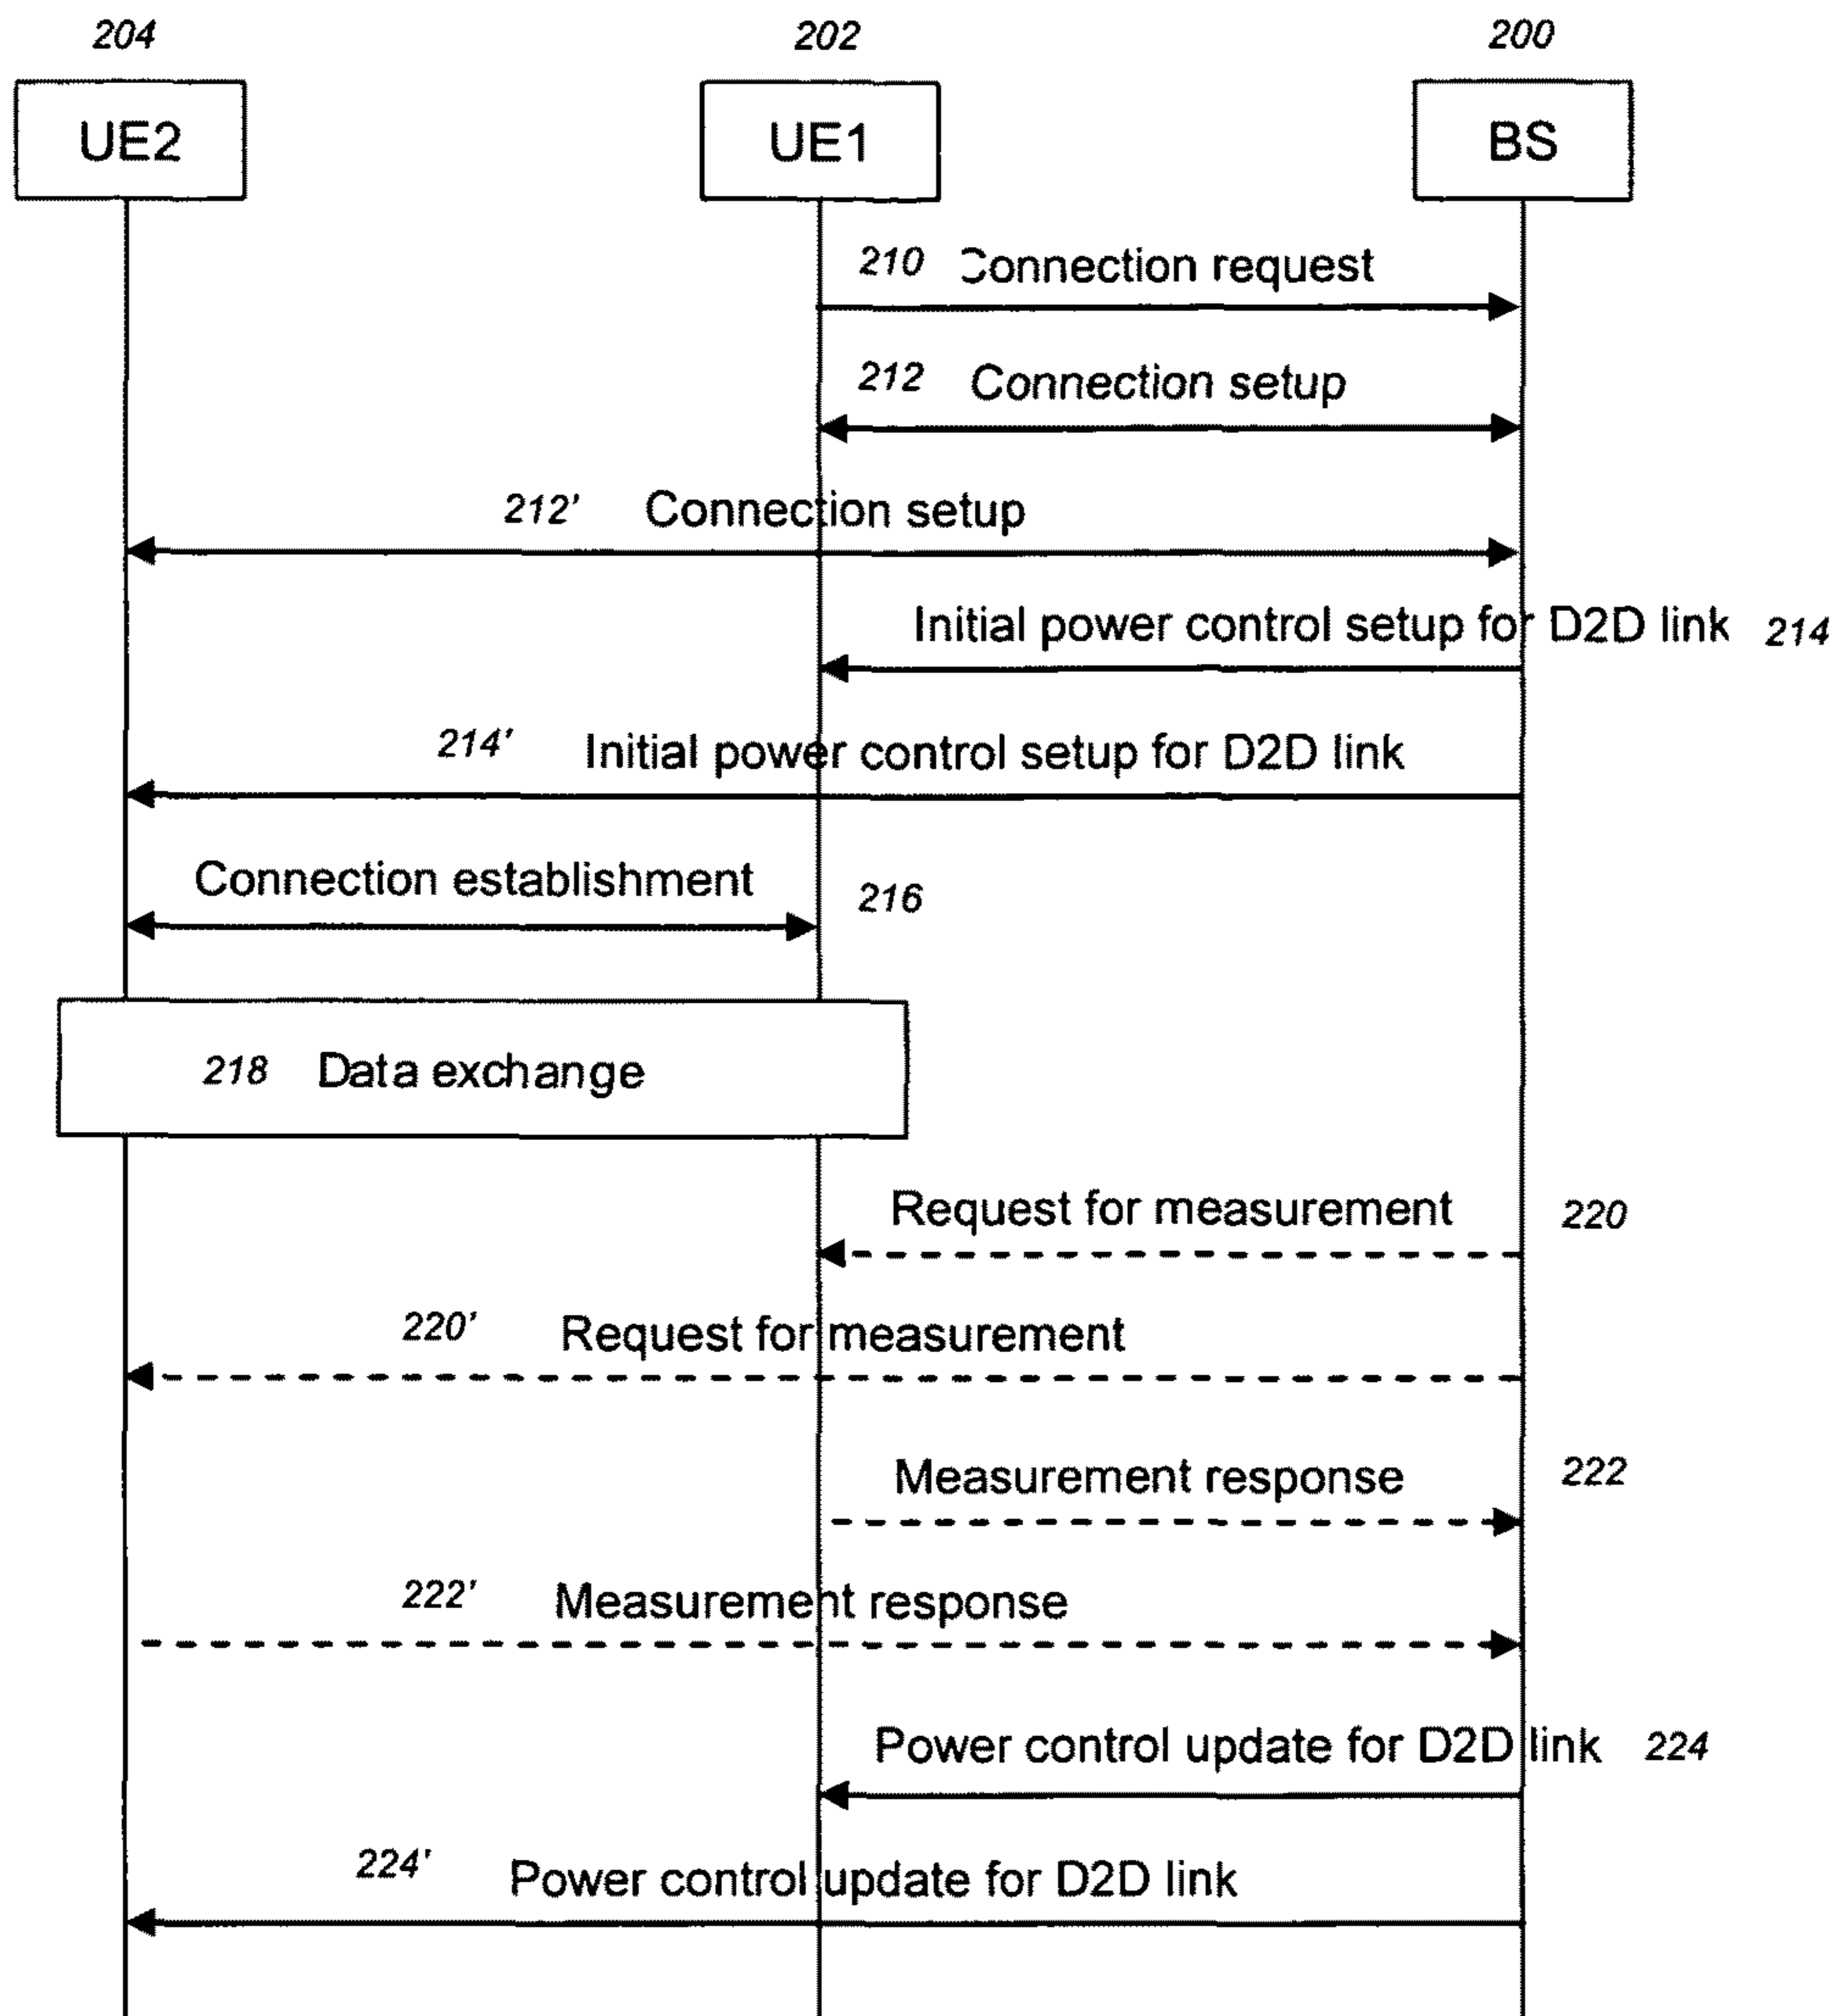 204 202 200
UE2 UE1 BS
210 Connection request
212 Connection setup
212' Connection setup
Initial power control setup for D2D link 214
214' Initial power control setup for D2D link
Connection establishment 216
218 Data exchange
Request for measurement 220
220' Request for measurement
Measurement response 222
222' Measurement response
Power control update for D2D link 224
224' Power control update for D2D link